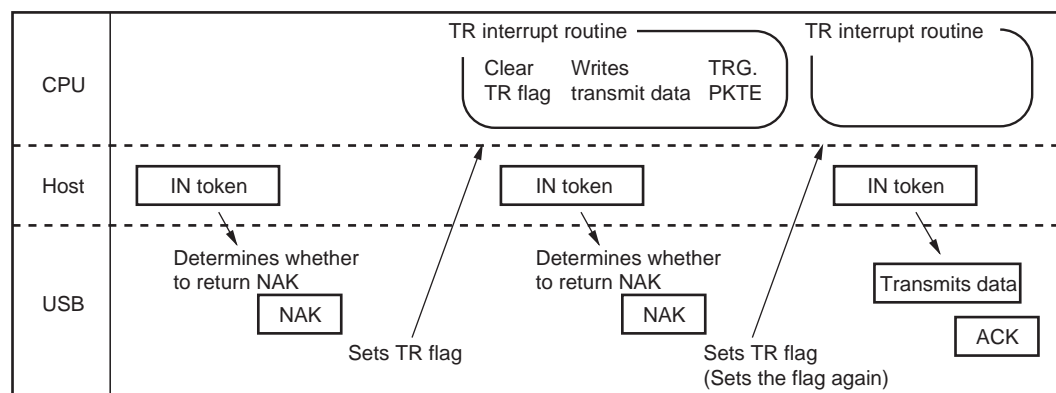 CPU
TR interrupt routine
Clear Writes TRG.
TR flag transmit data PKTE
TR interrupt routine
Host
IN token
IN token
IN token
USB
Determines whether
to return NAK
NAK
Sets TR flag
Determines whether
to return NAK
NAK
Sets TR flag
(Sets the flag again)
Transmits data
ACK